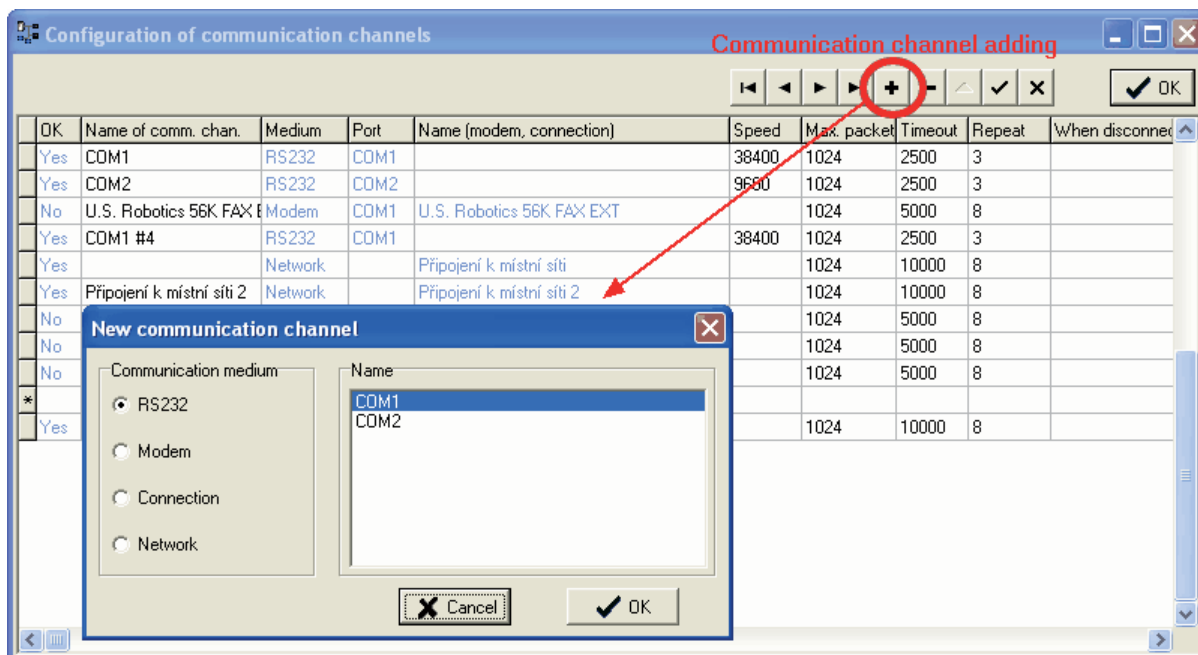 Configuration of communication channels
Communication channel adding
OK
OK Name of comm. chan. Medium Port Name (modem, connection) Speed Max. packet Timeout Repeat When disconnec
Yes COM1 RS232 COM1 38400 1024 2500 3
Yes COM2 RS232 COM2 9600 1024 2500 3
No U.S. Robotics 56K FAX E Modem COM1 U.S. Robotics 56K FAX EXT 1024 5000 8
Yes COM1 #4 RS232 COM1 38400 1024 2500 3
Yes Network Připojení k místní síti 1024 10000 8
Yes Připojení k místní síti 2 Network Připojení k místní síti 2 1024 10000 8
No 1024 5000 8
No 1024 5000 8
No 1024 5000 8
*
Yes 1024 10000 8
New communication channel
Communication medium
RS232
Modem
Connection
Network
Name
COM1
COM2
Cancel OK